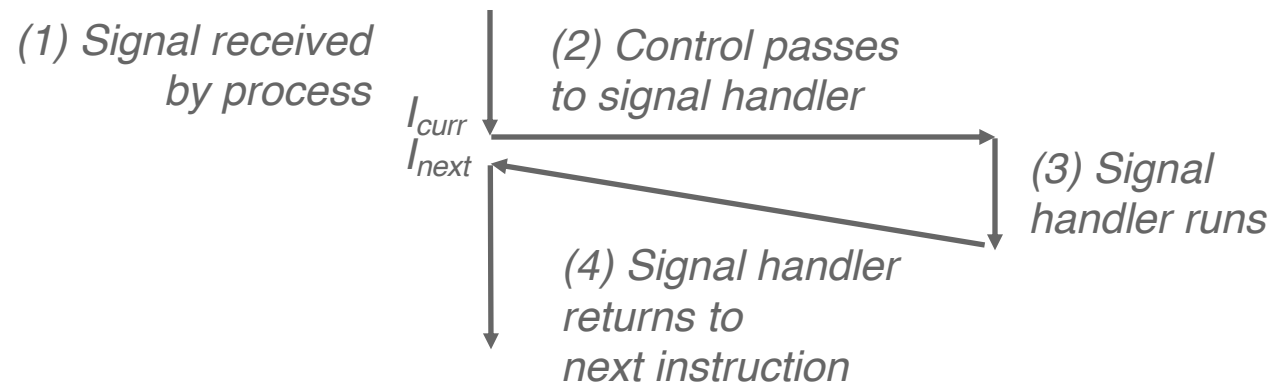 (1) Signal received
by process
(2) Control passes
to signal handler
I_curr
I_next
(3) Signal
handler runs
(4) Signal handler
returns to
next instruction